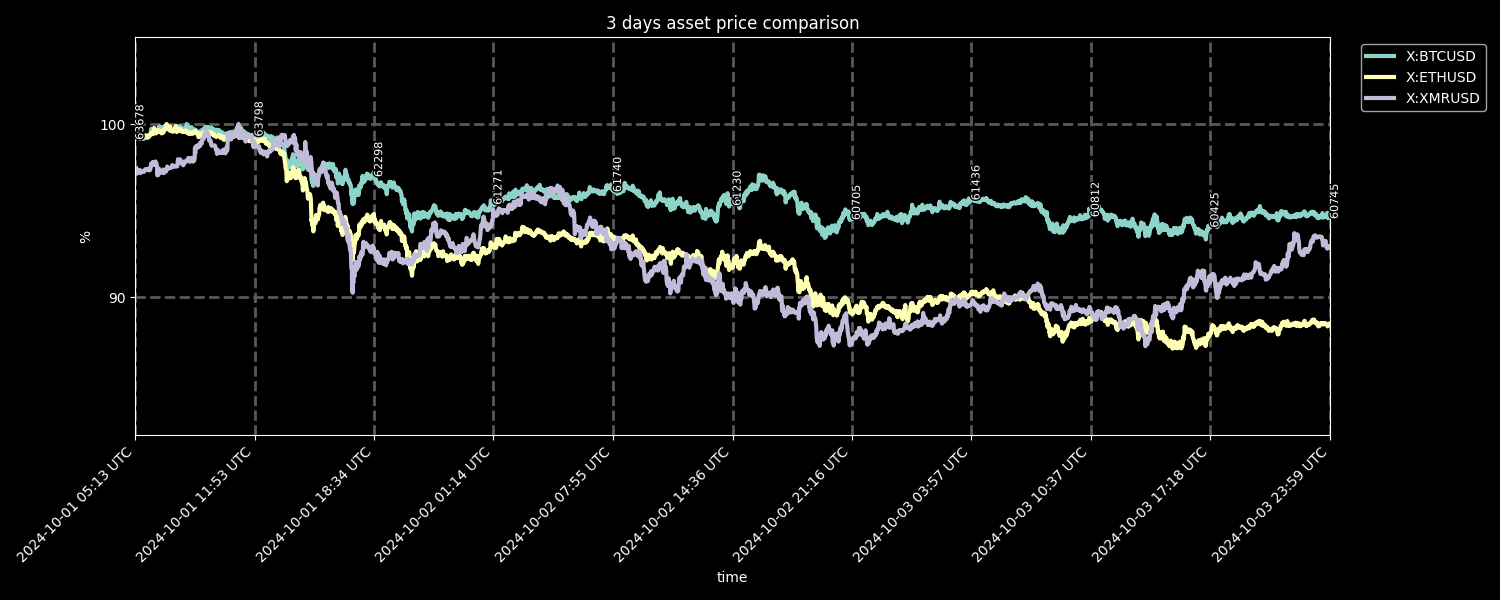 3 days asset price comparison
X:BTCUSD
X:ETHUSD
X:XMRUSD
100
90
%
63678
63798
62298
61271
61740
61230
60705
61436
60812
60425
60745
2024-10-01 05:13 UTC
2024-10-01 11:53 UTC
2024-10-01 18:34 UTC
2024-10-02 01:14 UTC
2024-10-02 07:55 UTC
2024-10-02 14:36 UTC
2024-10-02 21:16 UTC
2024-10-03 03:57 UTC
2024-10-03 10:37 UTC
2024-10-03 17:18 UTC
2024-10-03 23:59 UTC
time